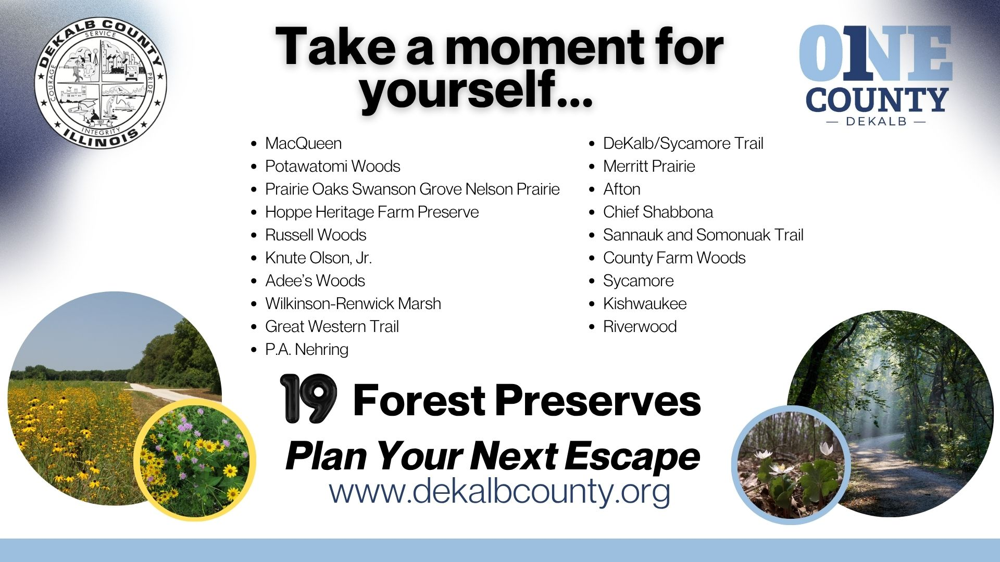 DEKALB COUNTY
SERVICE
COURAGE
PRIDE
1837
INTEGRITY
ILLINOIS
Take a moment for
yourself...
ONE
COUNTY
— DEKALB —
• MacQueen
• Potawatomi Woods
• Prairie Oaks Swanson Grove Nelson Prairie
• Hoppe Heritage Farm Preserve
• Russell Woods
• Knute Olson, Jr.
• Adee’s Woods
• Wilkinson-Renwick Marsh
• Great Western Trail
• P.A. Nehring
• DeKalb/Sycamore Trail
• Merritt Prairie
• Afton
• Chief Shabbona
• Sannauk and Somonuak Trail
• County Farm Woods
• Sycamore
• Kishwaukee
• Riverwood
19 Forest Preserves
Plan Your Next Escape
www.dekalbcounty.org